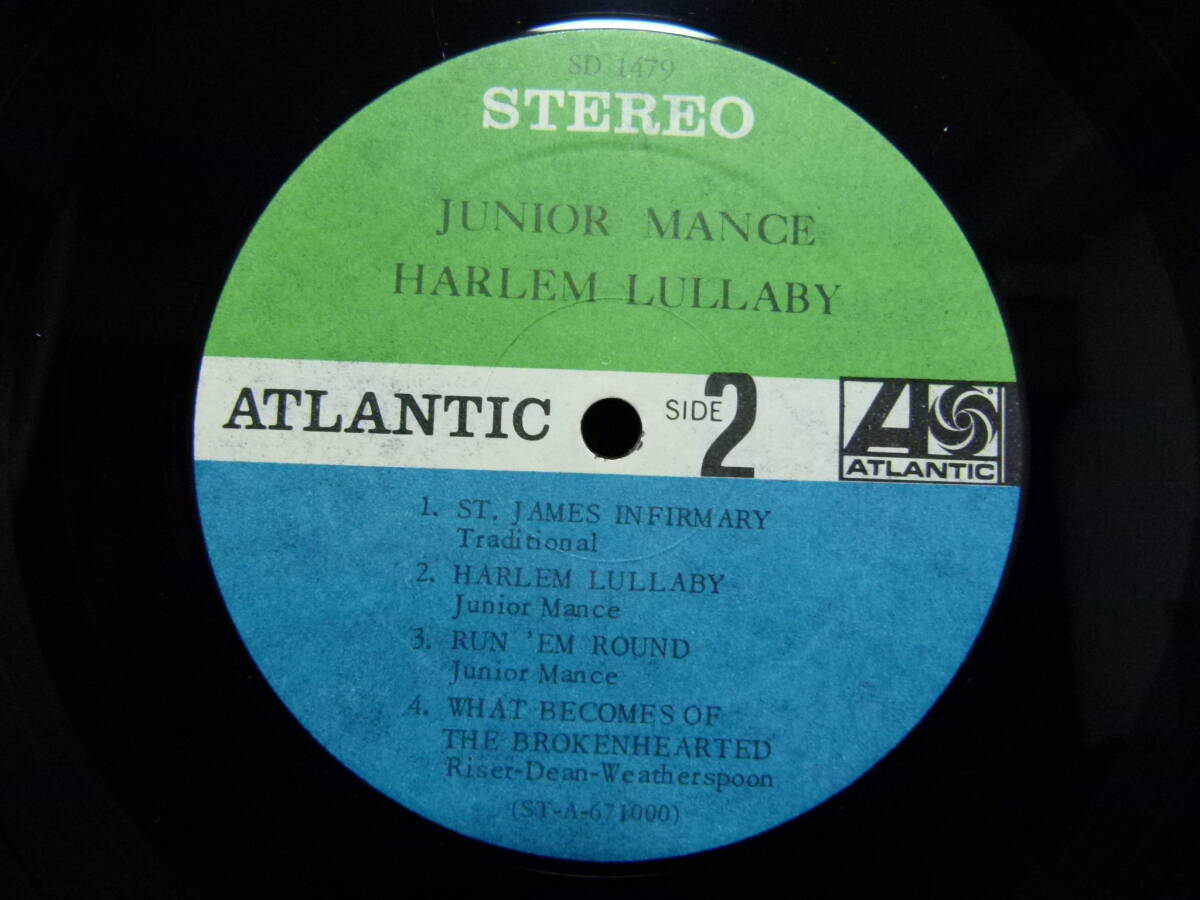 SD 1479
STEREO
JUNIOR MANCE
HARLEM LULLABY
ATLANTIC SIDE 2 ATLANTIC
1. ST. JAMES INFIRMARY
Traditional
2. HARLEM LULLABY
Junior Mance
3. RUN 'EM ROUND
Junior Mance
4. WHAT BECOMES OF
THE BROKENHEARTED
Riser-Dean-Weatherspoon
(ST-A-671000)